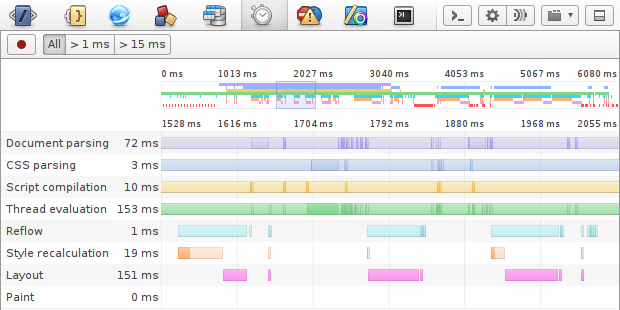 All > 1 ms > 15 ms
0 ms 1013 ms 2027 ms 3040 ms 4053 ms 5067 ms 6080 ms
1528 ms 1616 ms 1704 ms 1792 ms 1880 ms 1968 ms 2055 ms
Document parsing 72 ms
CSS parsing 3 ms
Script compilation 10 ms
Thread evaluation 153 ms
Reflow 1 ms
Style recalculation 19 ms
Layout 151 ms
Paint 0 ms